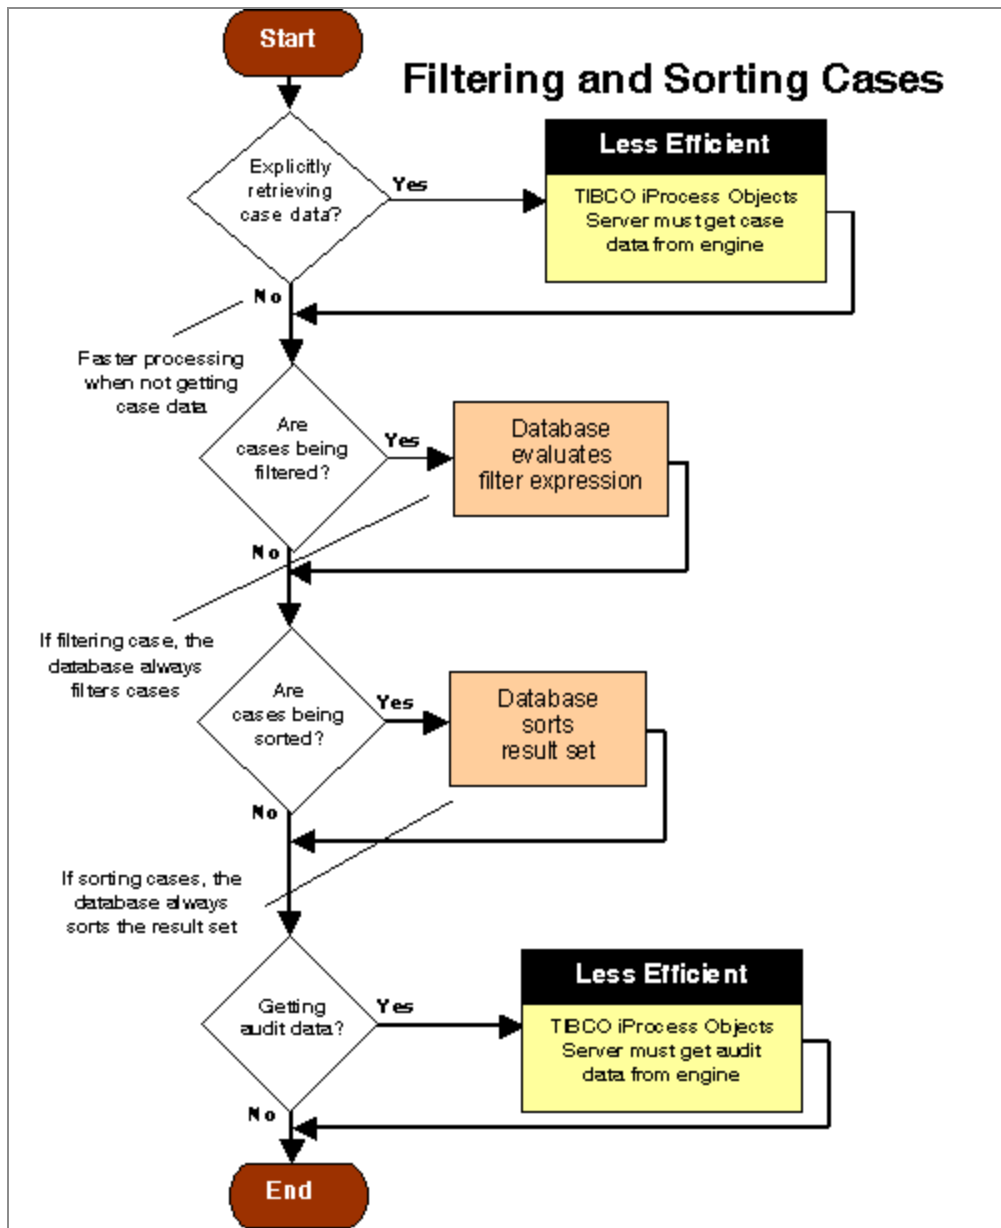 Start
Filtering and Sorting Cases
Explicitly
retrieving
case data?
Yes
Less Efficient
TIBCO iProcess Objects
Server must get case
data from engine
No
Faster processing
when not getting
case data
Are
cases being
filtered?
Yes
Database
evaluates
filter expression
No
If filtering case, the
database always
filters cases
Are
cases being
sorted?
Yes
Database
sorts
result set
No
If sorting cases, the
database always
sorts the result set
Getting
audit data?
Yes
Less Efficient
TIBCO iProcess Objects
Server must get audit
data from engine
No
End